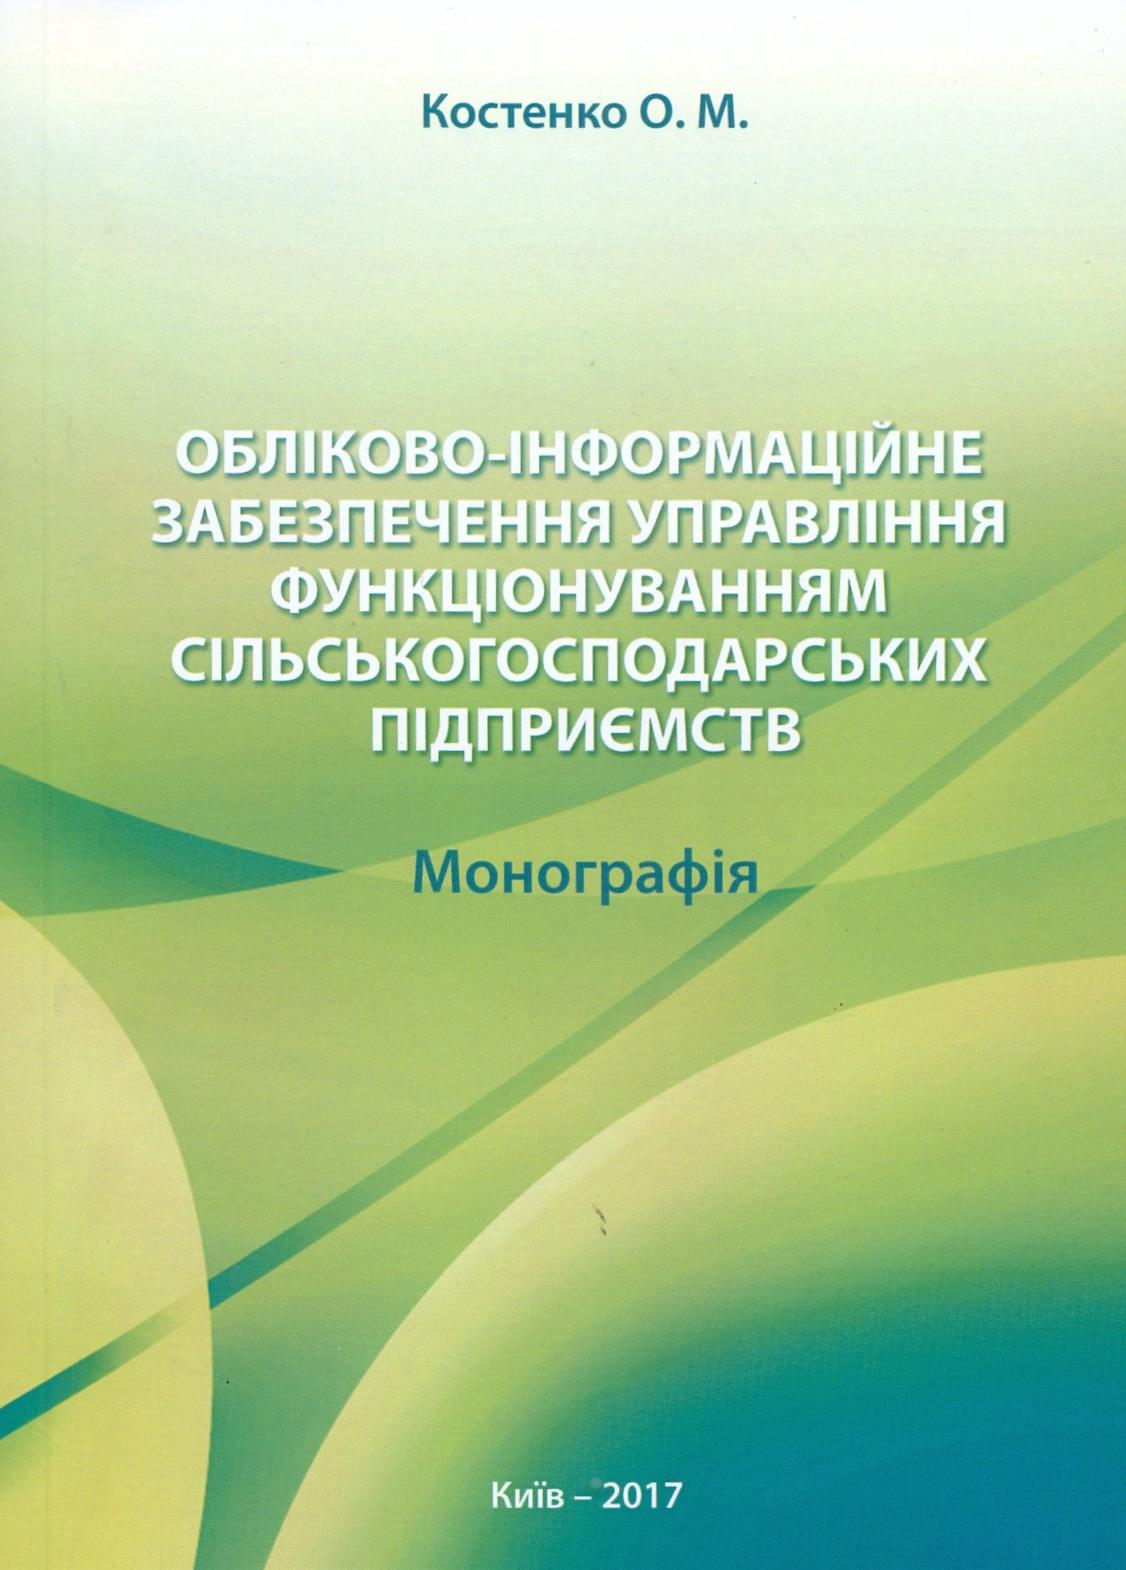 Костенко О. М.
ОБЛІКОВО-ІНФОРМАЦІЙНЕ
ЗАБЕЗПЕЧЕННЯ УПРАВЛІННЯ
ФУНКЦІОНУВАННЯМ
СІЛЬСЬКОГОСПОДАРСЬКИХ
ПІДПРИЄМСТВ
Монографія
Київ – 2017